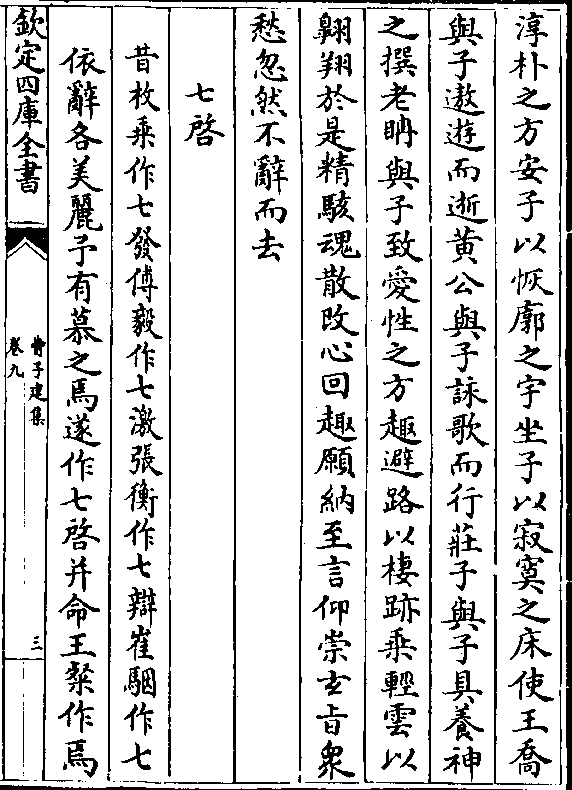 淳朴之方安子以恢廓之宇坐子以寂寞之床使王喬
與子遨遊而逝黄公與子詠歌而行莊子與子具養神
之撰老聃與子致愛性之方趣避路以棲跡乘輕雲以
翺翔於是精駭魂散改心回趣願納至言仰崇玄旨衆
愁忽然不辭而去
七啓
昔枚乗作七發傅毅作七激張衡作七辯崔駰作七
依辭各美麗予有慕之焉遂作七啓并命王粲作焉
欽定四庫全書
曹子建集
卷九
三